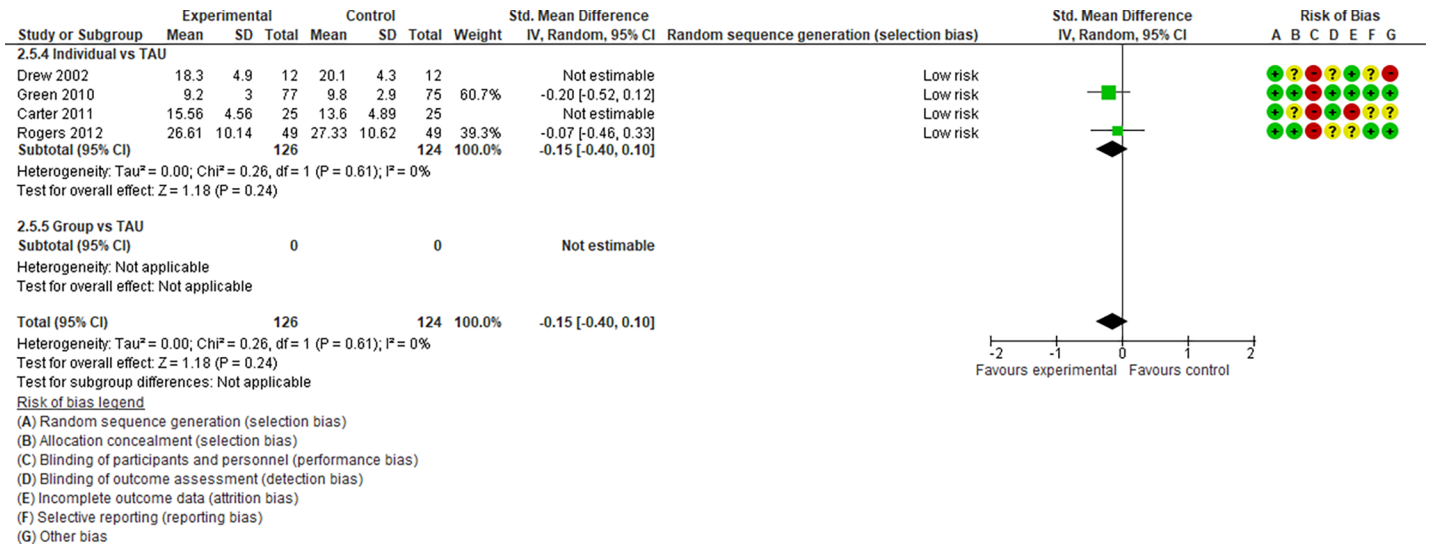 Experimental Control Std. Mean Difference Std. Mean Difference Risk of Bias
Study or Subgroup Mean SD Total Mean SD Total Weight IV, Random, 95% CI Random sequence generation (selection bias) IV, Random, 95% CI A B C D E F G
2.5.4 Individual vs TAU
Drew 2002 18.3 4.9 12 20.1 4.3 12 Not estimable Low risk + ? - ? + ? -
Green 2010 9.2 3 77 9.8 2.9 75 60.7% -0.20 [-0.52, 0.12] Low risk + + - + + + +
Carter 2011 15.56 4.56 25 13.6 4.89 25 Not estimable Low risk + ? - + - ? ?
Rogers 2012 26.61 10.14 49 27.33 10.62 49 39.3% -0.07 [-0.46, 0.33] Low risk + + - ? ? + +
Subtotal (95% CI) 126 124 100.0% -0.15 [-0.40, 0.10]
Heterogeneity: Tau² = 0.00; Chi² = 0.26, df = 1 (P = 0.61); I² = 0%
Test for overall effect: Z = 1.18 (P = 0.24)
2.5.5 Group vs TAU
Subtotal (95% CI) 0 0 Not estimable
Heterogeneity: Not applicable
Test for overall effect: Not applicable
Total (95% CI) 126 124 100.0% -0.15 [-0.40, 0.10]
Heterogeneity: Tau² = 0.00; Chi² = 0.26, df = 1 (P = 0.61); I² = 0%
Test for overall effect: Z = 1.18 (P = 0.24)
Test for subgroup differences: Not applicable
-2 -1 0 1 2
Favours experimental Favours control
Risk of bias legend
(A) Random sequence generation (selection bias)
(B) Allocation concealment (selection bias)
(C) Blinding of participants and personnel (performance bias)
(D) Blinding of outcome assessment (detection bias)
(E) Incomplete outcome data (attrition bias)
(F) Selective reporting (reporting bias)
(G) Other bias